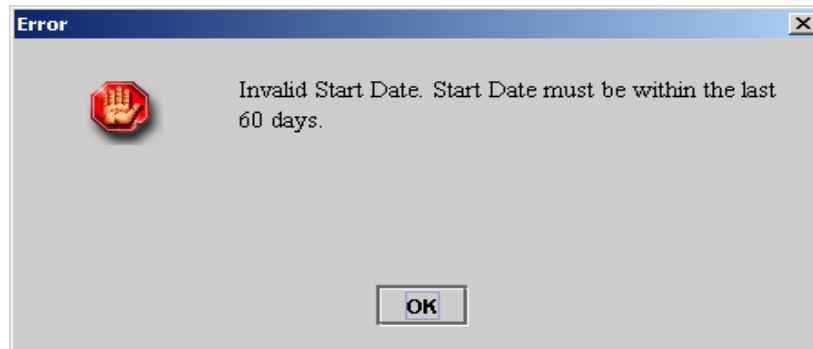 Error
Invalid Start Date. Start Date must be within the last
60 days.
OK